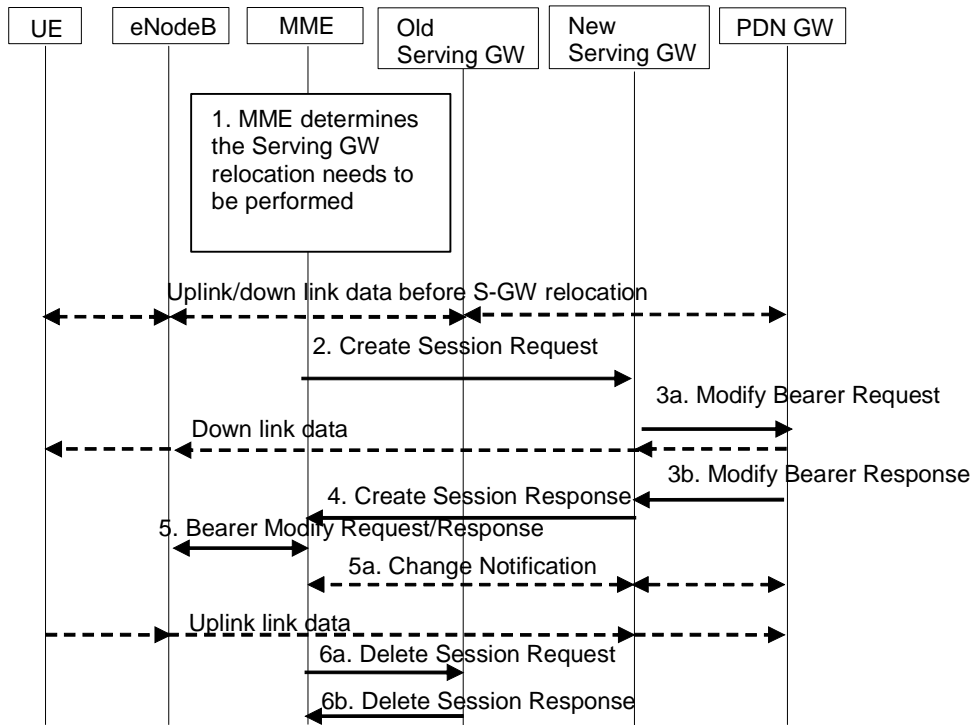 UE
eNodeB
MME
Old
Serving GW
New
Serving GW
PDN GW
1. MME determines
the Serving GW
relocation needs to
be performed
Uplink/down link data before S-GW relocation
2. Create Session Request
3a. Modify Bearer Request
Down link data
3b. Modify Bearer Response
4. Create Session Response
5. Bearer Modify Request/Response
5a. Change Notification
Uplink link data
6a. Delete Session Request
6b. Delete Session Response